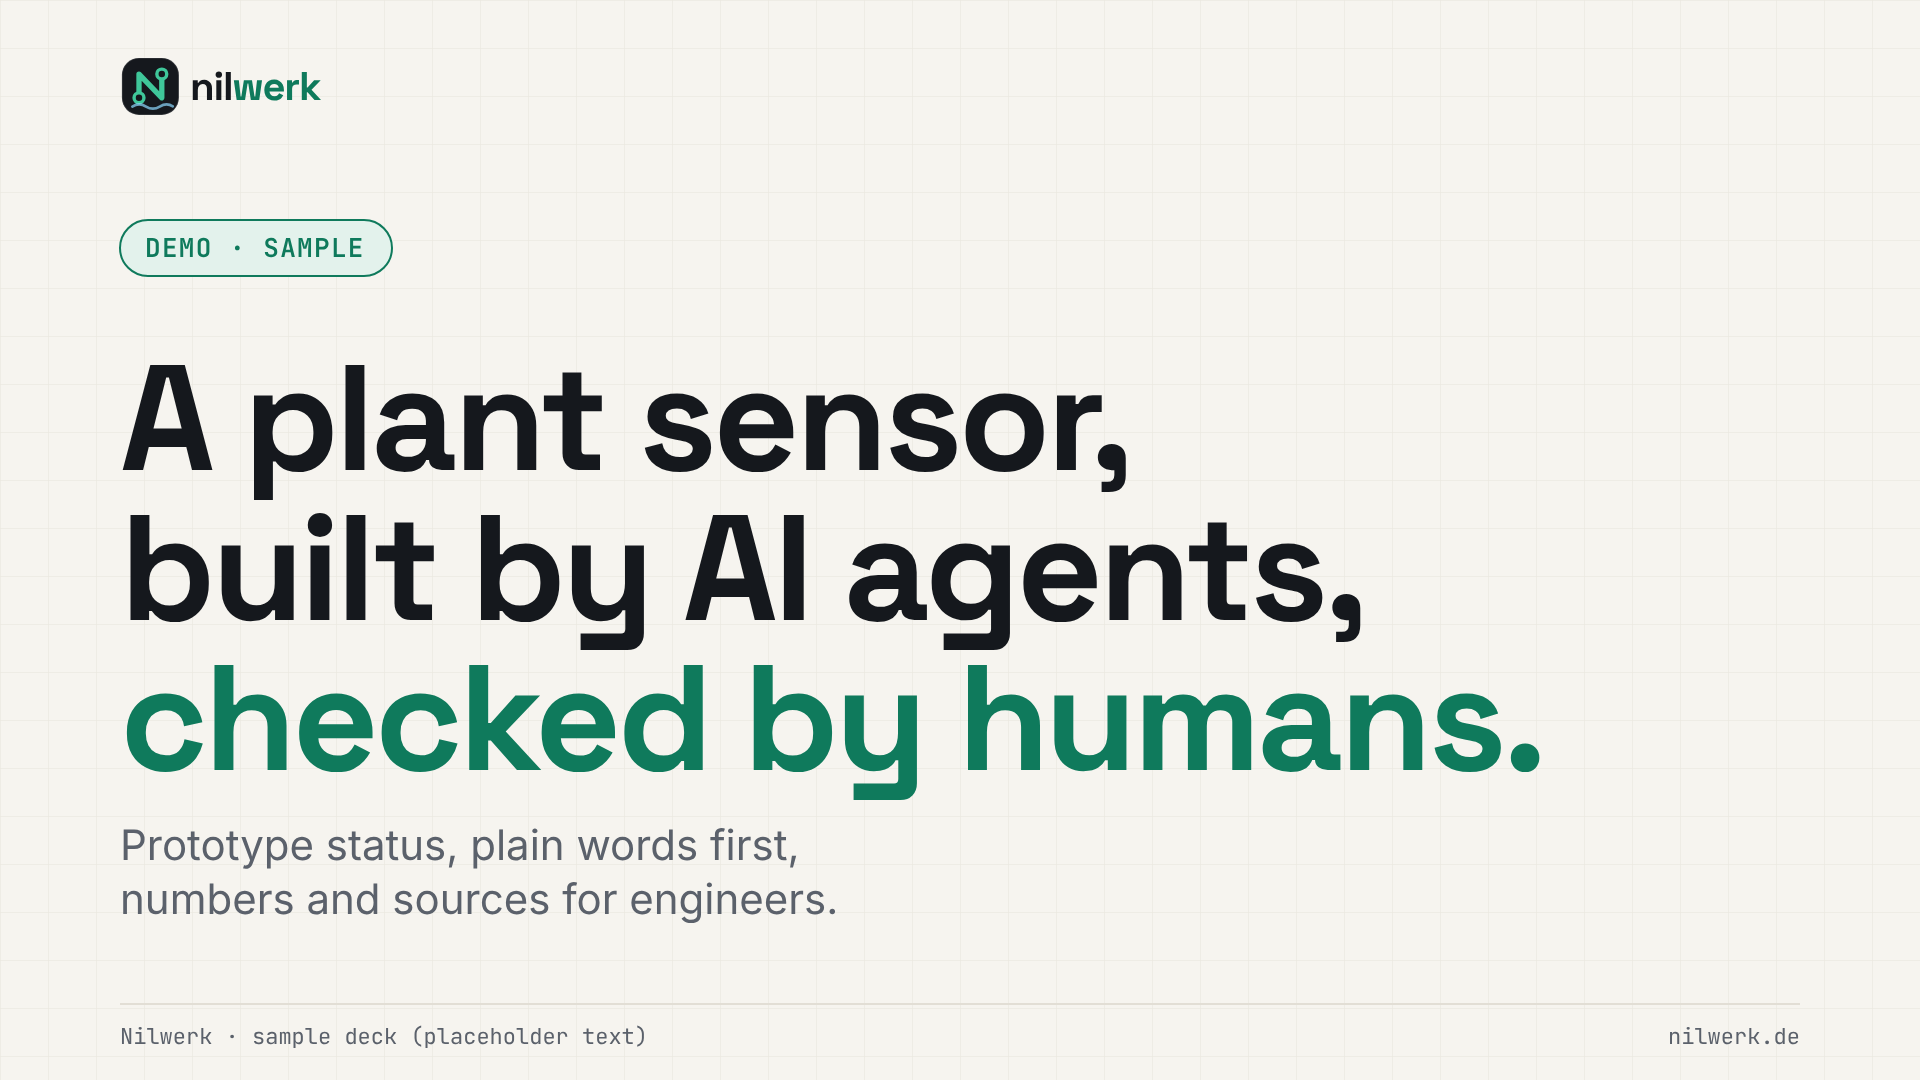 nilwerk
DEMO · SAMPLE
A plant sensor,
built by AI agents,
checked by humans.
Prototype status, plain words first,
numbers and sources for engineers.
Nilwerk · sample deck (placeholder text)
nilwerk.de